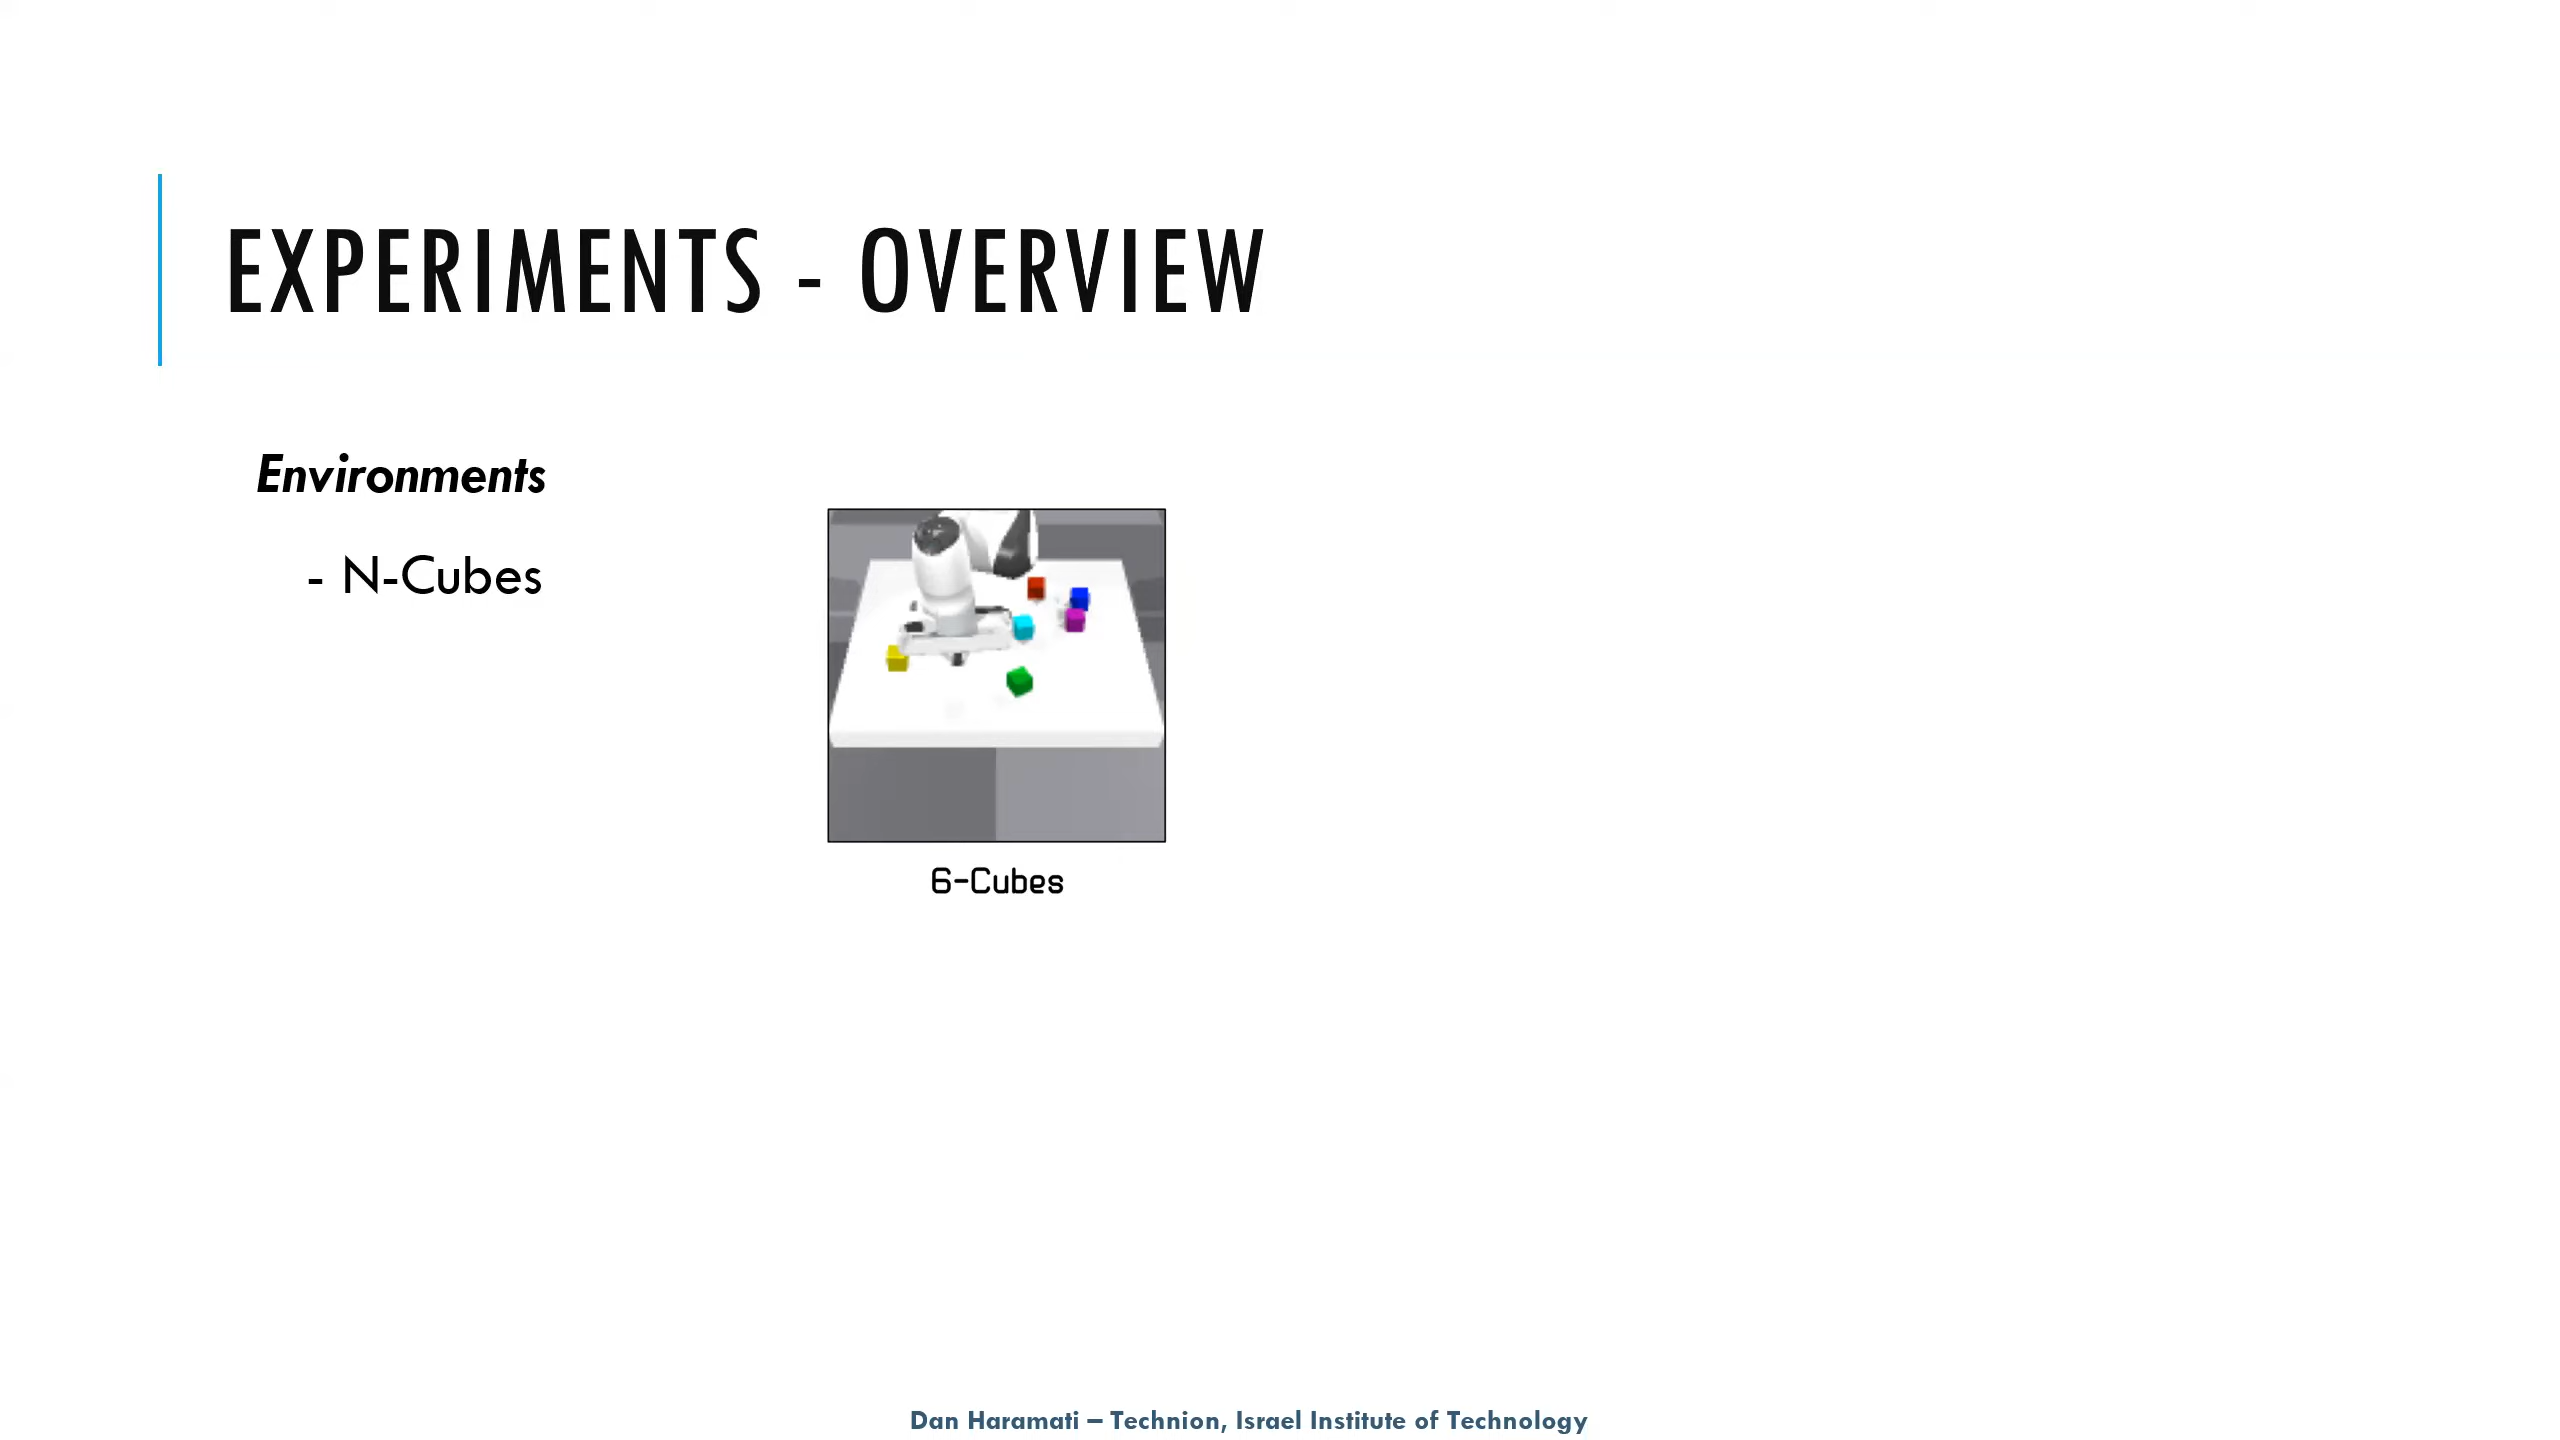 EXPERIMENTS - OVERVIEW
Environments
- N-Cubes
6-Cubes
Dan Haramati – Technion, Israel Institute of Technology